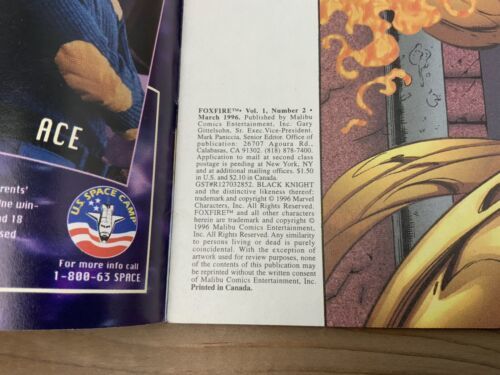 ACE
arents'
One win-
nd 18
sed.
U.S. SPACE CAMP
For more info call
1-800-63 SPACE
FOXFIRE™• Vol. 1, Number 2 •
March 1996. Published by Malibu
Comics Entertainment, Inc. Gary
Gittelsohn, Sr. Exec. Vice-President.
Mark Paniccia, Senior Editor. Office of
publication: 26707 Agoura Rd.,
Calabasas, CA 91302. (818) 878-7400.
Application to mail at second class
postage is pending at New York, NY
and at additional mailing offices. $1.50
in U.S. and $2.10 in Canada.
GST#R127032852. BLACK KNIGHT
and the distinctive likeness thereof:
trademark and copyright © 1996 Marvel
Characters, Inc. All Rights Reserved.
FOXFIRE™ and all other characters
herein are trademark and copyright ©
1996 Malibu Comics Entertainment, Inc.
All Rights Reserved. Any similarity
to persons living or dead is purely
coincidental. With the exception of
artwork used for review purposes, none
of the contents of this publication may
be reprinted without the written consent
of Malibu Comics Entertainment, Inc.
Printed in Canada.